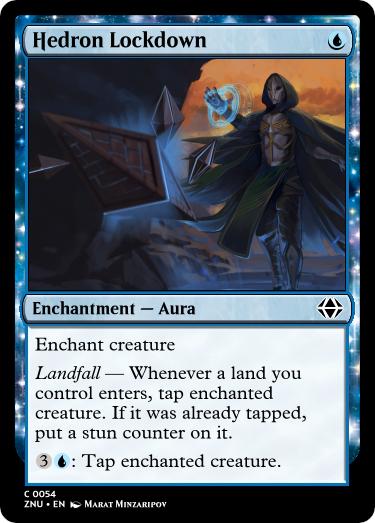 Hedron Lockdown
Enchantment — Aura
Enchant creature
Landfall — Whenever a land you
control enters, tap enchanted
creature. If it was already tapped,
put a stun counter on it.
3: Tap enchanted creature.
C 0054
ZNU • EN Marat Minzaripov